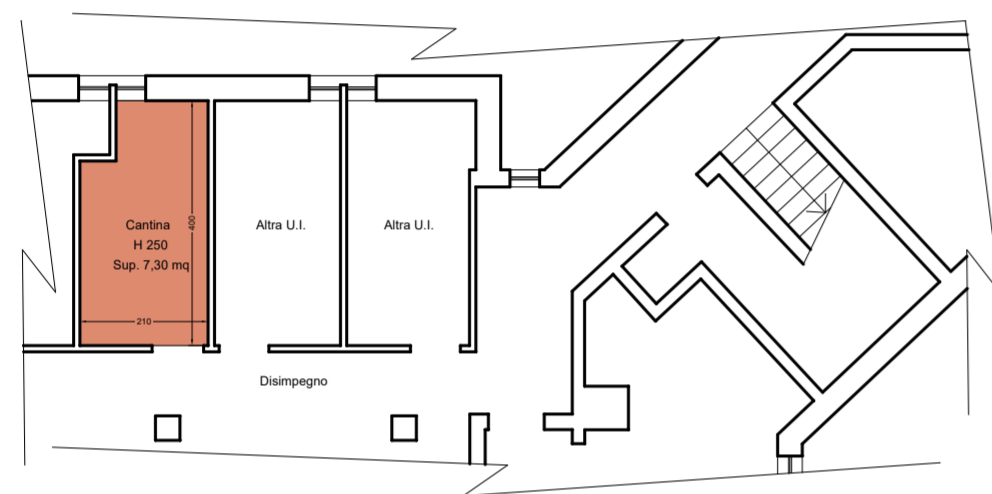 Cantina
H 250
Sup. 7,30 mq
400
210
Altra U.I.
Altra U.I.
Disimpegno